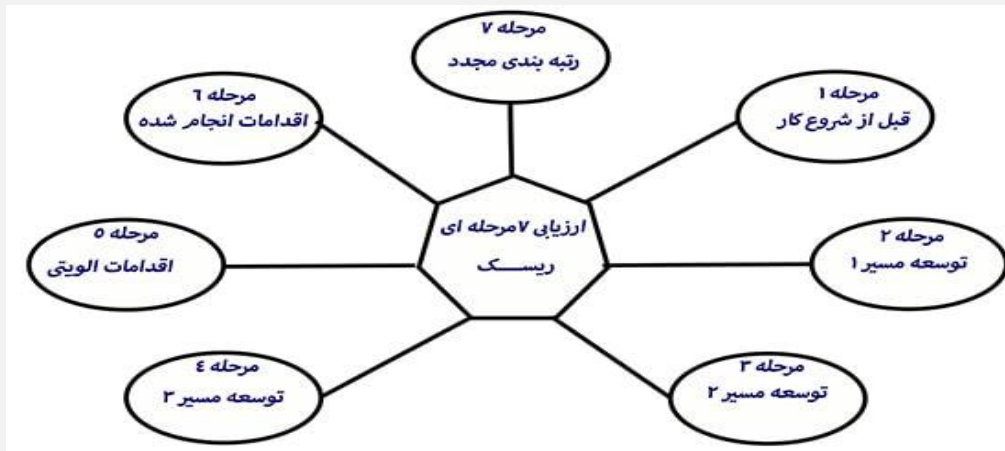 مرحله ۷
رتبه بندی مجدد
مرحله ۱
قبل از شروع کار
مرحله ۲
توسعه مسیر ۱
مرحله ۳
توسعه مسیر ۲
مرحله ٤
توسعه مسیر ۳
مرحله ٥
اقدامات الویتی
مرحله ٦
اقدامات انجام شده
ارزیابی ۷مرحله ای
ریسک